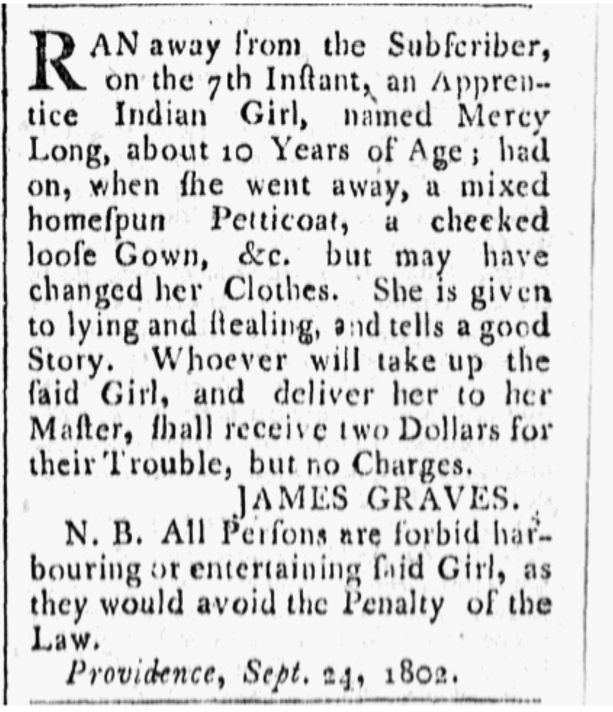 RAN away from the Subſcriber,
on the 7th Inſtant, an Appren-
tice Indian Girl, named Mercy
Long, about 10 Years of Age; had
on, when ſhe went away, a mixed
homeſpun Petticoat, a checked
looſe Gown, &c. but may have
changed her Clothes. She is given
to lying and ſtealing, and tells a good
Story. Whoever will take up the
ſaid Girl, and deliver her to her
Maſter, ſhall receive two Dollars for
their Trouble, but no Charges.
JAMES GRAVES.
N. B. All Perſons are forbid har-
bouring or entertaining ſaid Girl, as
they would avoid the Penalty of the
Law.
Providence, Sept. 24, 1802.